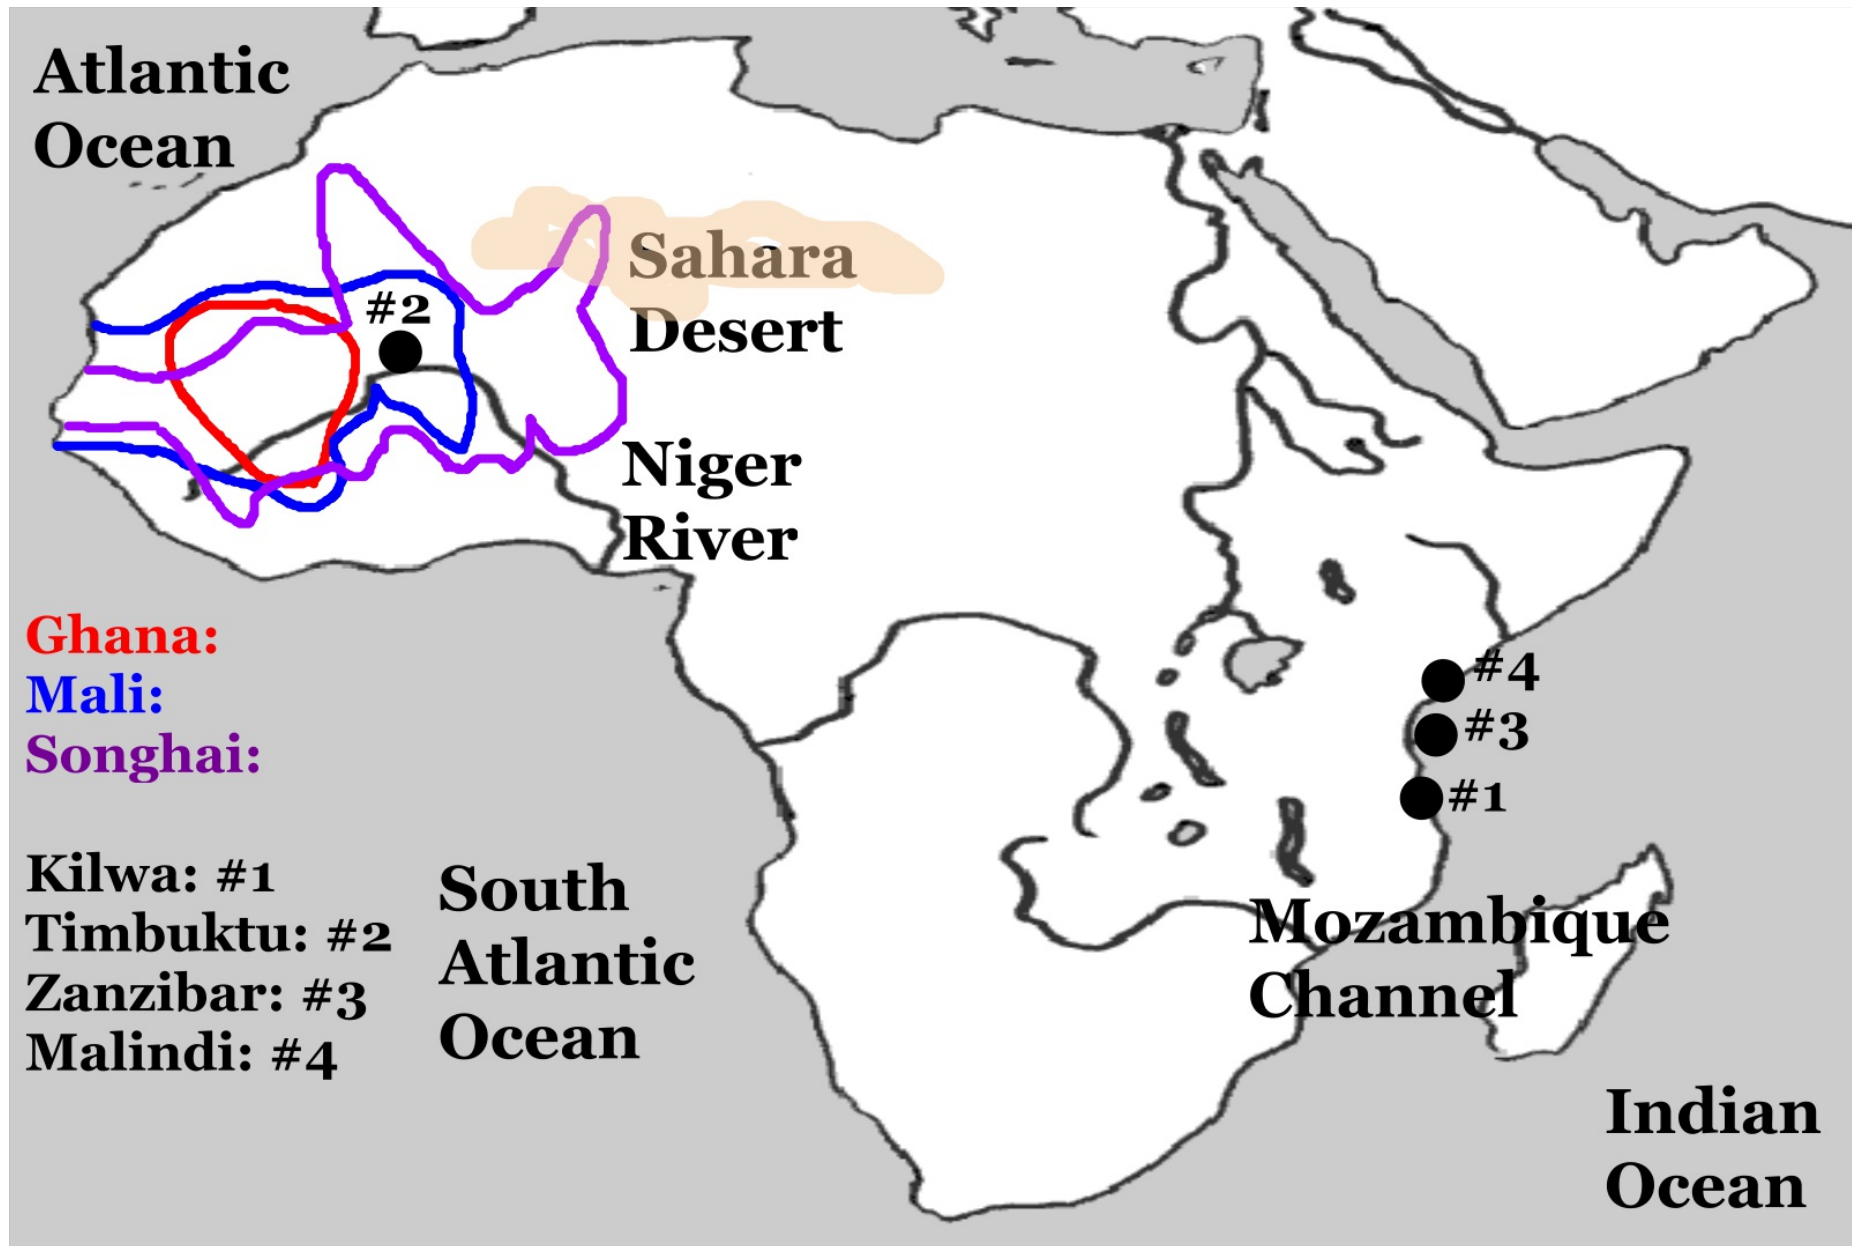 Atlantic
Ocean
#2
Sahara
Desert
Niger
River
Ghana:
Mali:
Songhai:
#4
#3
#1
Kilwa: #1
Timbuktu: #2
Zanzibar: #3
Malindi: #4
South
Atlantic
Ocean
Mozambique
Channel
Indian
Ocean